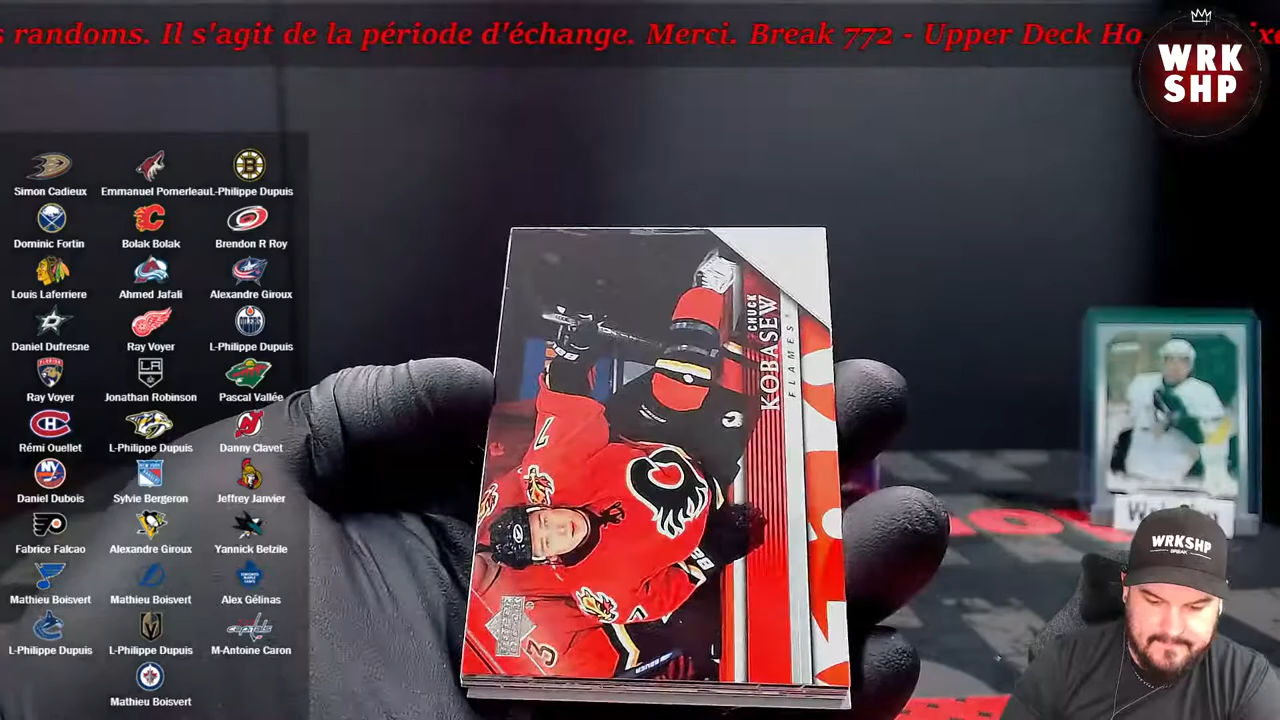 s randoms. Il s'agit de la période d'échange. Merci. Break 772 - Upper Deck Ho
WRK
SHP
Simon Cadieux
Emmanuel Pomerleau
L-Philippe Dupuis
Dominic Fortin
Bolak Bolak
Brendon R Roy
Louis Laferriere
Ahmed Jafali
Alexandre Giroux
Daniel Dufresne
Ray Voyer
L-Philippe Dupuis
Ray Voyer
Jonathan Robinson
Pascal Vallée
Rémi Ouellet
L-Philippe Dupuis
Danny Clavet
Daniel Dubois
Sylvie Bergeron
Jeffrey Janvier
Fabrice Falcao
Alexandre Giroux
Yannick Belzile
Mathieu Boisvert
Mathieu Boisvert
Alex Gélinas
L-Philippe Dupuis
L-Philippe Dupuis
M-Antoine Caron
Mathieu Boisvert
CHUCK
KOBASEW
FLAMES
WRKSHP
BREAK